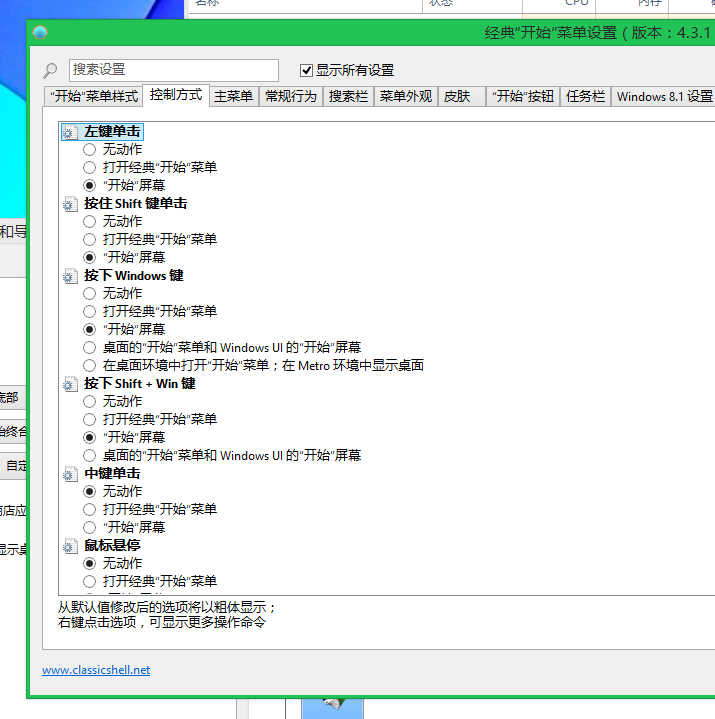 名称 状态 CPU 内存
经典“开始”菜单设置（版本：4.3.1
搜索设置 显示所有设置
“开始”菜单样式 控制方式 主菜单 常规行为 搜索栏 菜单外观 皮肤 “开始”按钮 任务栏 Windows 8.1 设置
左键单击
无动作
打开经典“开始”菜单
“开始”屏幕
按住 Shift 键单击
无动作
和导
打开经典“开始”菜单
“开始”屏幕
按下 Windows 键
无动作
打开经典“开始”菜单
“开始”屏幕
桌面的“开始”菜单和 Windows UI 的“开始”屏幕
在桌面环境中打开“开始”菜单；在 Metro 环境中显示桌面
按下 Shift + Win 键
底部
无动作
打开经典“开始”菜单
始终合
“开始”屏幕
桌面的“开始”菜单和 Windows UI 的“开始”屏幕
自定
中键单击
无动作
打开经典“开始”菜单
商店应
“开始”屏幕
鼠标悬停
显示桌
无动作
打开经典“开始”菜单
从默认值修改后的选项将以粗体显示；
右键点击选项，可显示更多操作命令
www.classicshell.net